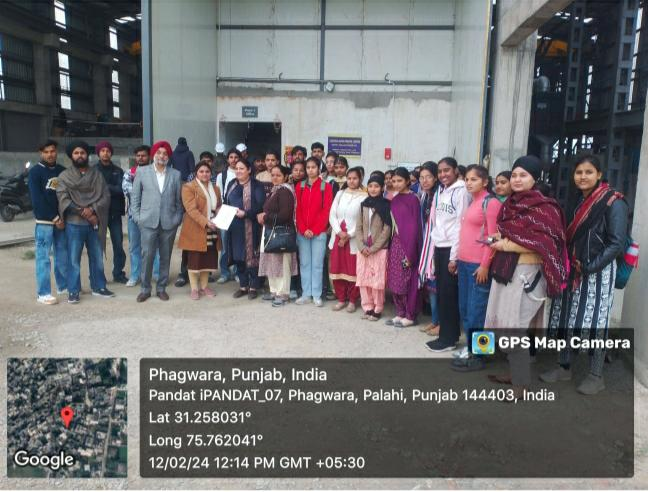 GPS Map Camera
Phagwara, Punjab, India
Pandat iPANDAT_07, Phagwara, Palahi, Punjab 144403, India
Lat 31.258031°
Long 75.762041°
12/02/24 12:14 PM GMT +05:30
Google